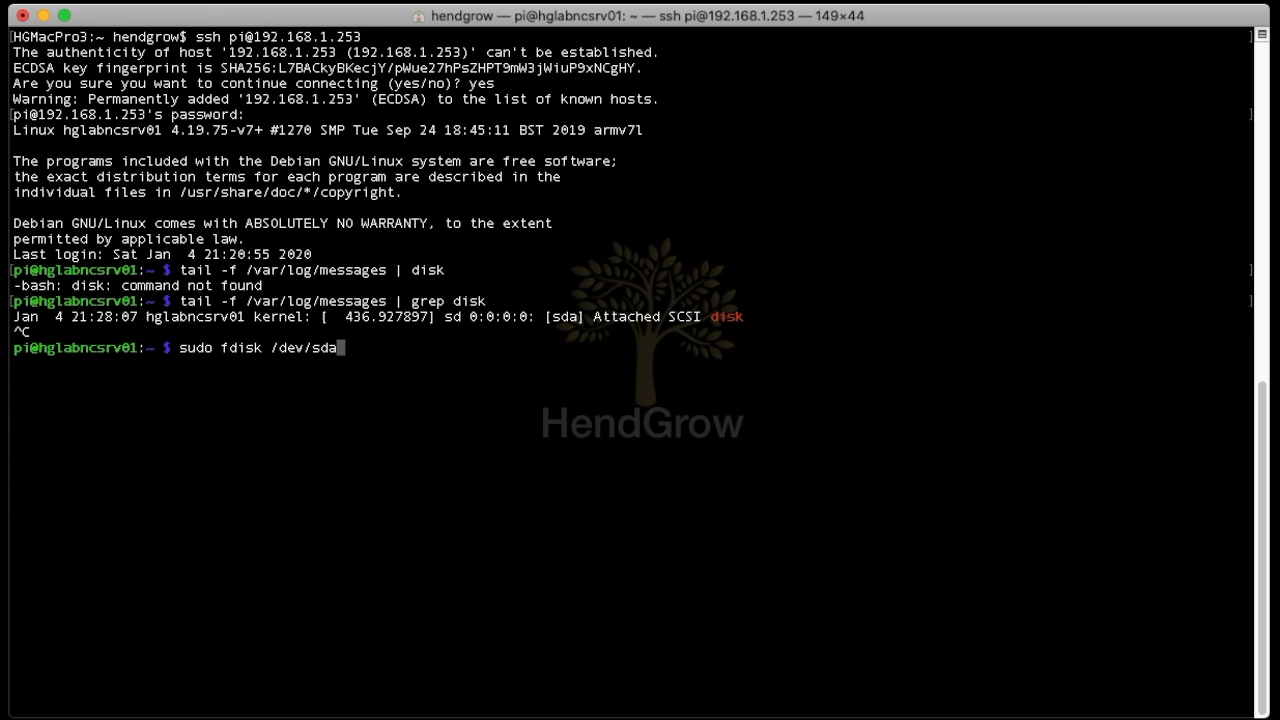 hendgrow — pi@hglabncsrv01: ~ — ssh pi@192.168.1.253 — 149×44
[HGMacPro3:~ hendgrow$ ssh pi@192.168.1.253 ]
The authenticity of host '192.168.1.253 (192.168.1.253)' can't be established.
ECDSA key fingerprint is SHA256:L7BACkyBKecjY/pWue27hPsZHPT9mW3jWiuP9xNCgHY.
Are you sure you want to continue connecting (yes/no)? yes
Warning: Permanently added '192.168.1.253' (ECDSA) to the list of known hosts.
[pi@192.168.1.253's password: ]
Linux hglabncsrv01 4.19.75-v7+ #1270 SMP Tue Sep 24 18:45:11 BST 2019 armv7l
The programs included with the Debian GNU/Linux system are free software;
the exact distribution terms for each program are described in the
individual files in /usr/share/doc/*/copyright.
Debian GNU/Linux comes with ABSOLUTELY NO WARRANTY, to the extent
permitted by applicable law.
Last login: Sat Jan  4 21:20:55 2020
[pi@hglabncsrv01:~ $ tail -f /var/log/messages | disk ]
-bash: disk: command not found
[pi@hglabncsrv01:~ $ tail -f /var/log/messages | grep disk ]
Jan  4 21:28:07 hglabncsrv01 kernel: [  436.927897] sd 0:0:0:0: [sda] Attached SCSI disk
^C
pi@hglabncsrv01:~ $ sudo fdisk /dev/sda
HendGrow